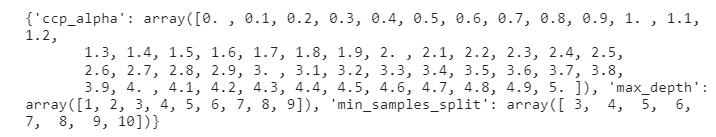 {'ccp_alpha': array([0. , 0.1, 0.2, 0.3, 0.4, 0.5, 0.6, 0.7, 0.8, 0.9, 1. , 1.1,
1.2,
       1.3, 1.4, 1.5, 1.6, 1.7, 1.8, 1.9, 2. , 2.1, 2.2, 2.3, 2.4, 2.5,
       2.6, 2.7, 2.8, 2.9, 3. , 3.1, 3.2, 3.3, 3.4, 3.5, 3.6, 3.7, 3.8,
       3.9, 4. , 4.1, 4.2, 4.3, 4.4, 4.5, 4.6, 4.7, 4.8, 4.9, 5. ]), 'max_depth':
array([1, 2, 3, 4, 5, 6, 7, 8, 9]), 'min_samples_split': array([ 3,  4,  5,  6,
7,  8,  9, 10])}